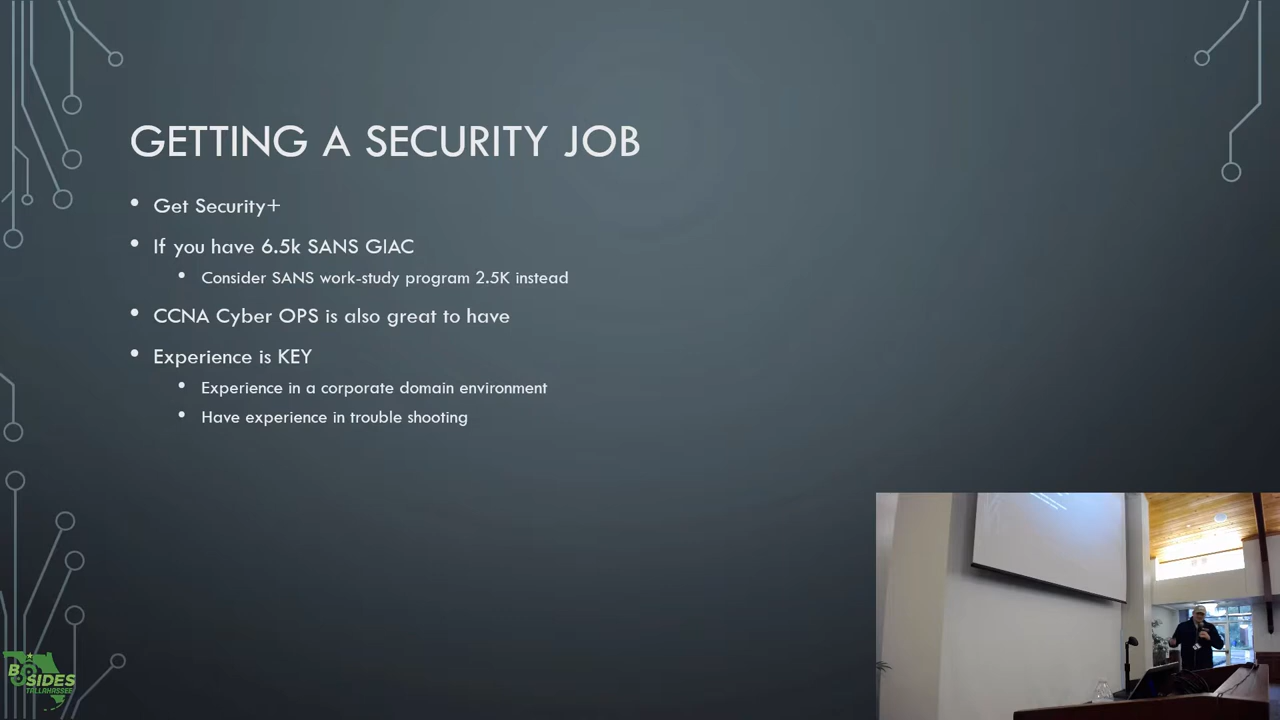 GETTING A SECURITY JOB
• Get Security+
• If you have 6.5k SANS GIAC
• Consider SANS work-study program 2.5K instead
• CCNA Cyber OPS is also great to have
• Experience is KEY
• Experience in a corporate domain environment
• Have experience in trouble shooting
BSIDES
TALLAHASSEE